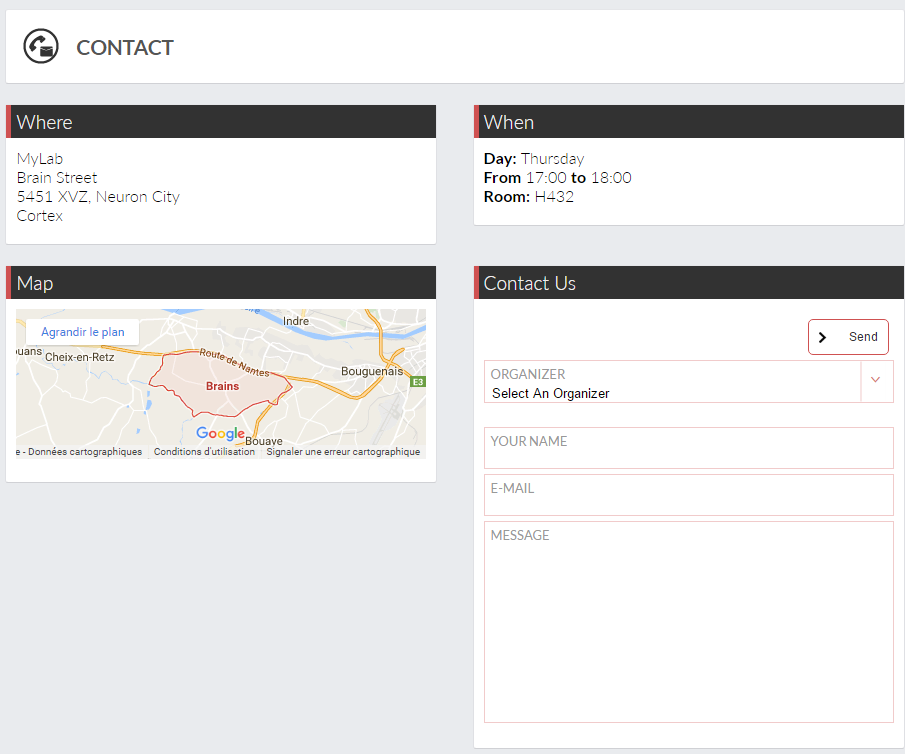 CONTACT
Where
MyLab
Brain Street
5451 XVZ, Neuron City
Cortex
When
Day: Thursday
From 17:00 to 18:00
Room: H432
Map
Agrandir le plan
Indre
Cheix-en-Retz
Route de Nantes
Bouguenais
E3
Brains
Google
Bouaye
e - Données cartographiques Conditions d'utilisation Signaler une erreur cartographique
Contact Us
Send
ORGANIZER
Select An Organizer
YOUR NAME
E-MAIL
MESSAGE